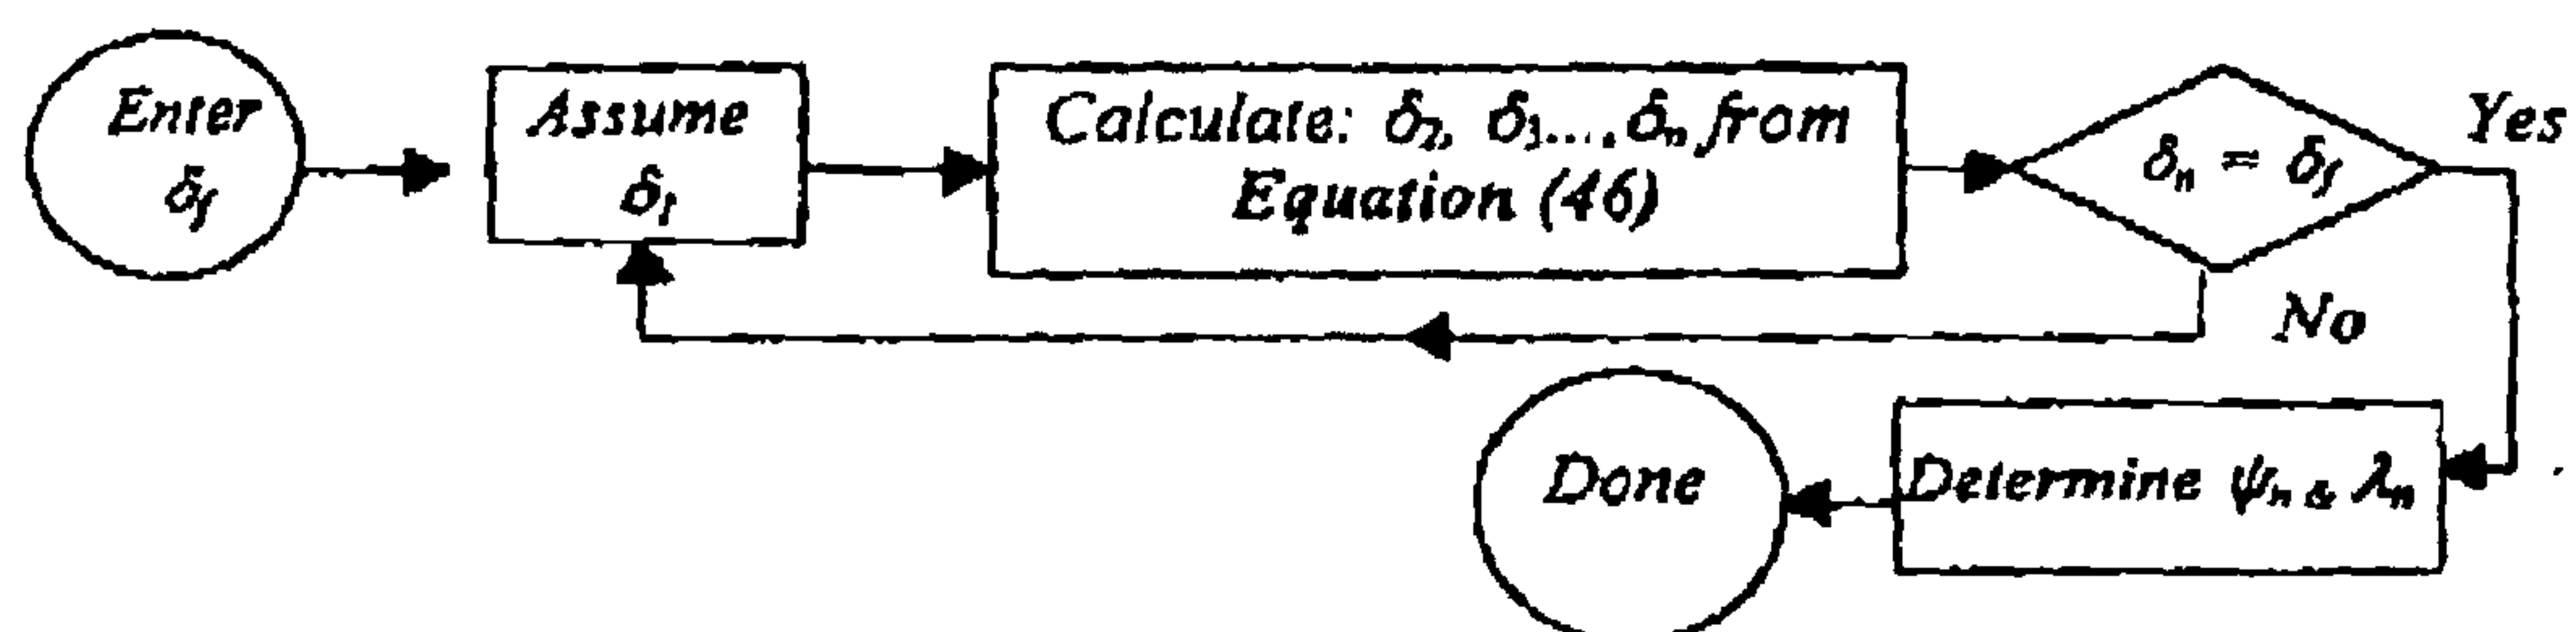 Enter
δf
Assume
δ1
Calculate: δ2, δ3....δn from
Equation (46)
δn = δf
Yes
No
Determine ψn & λn
Done